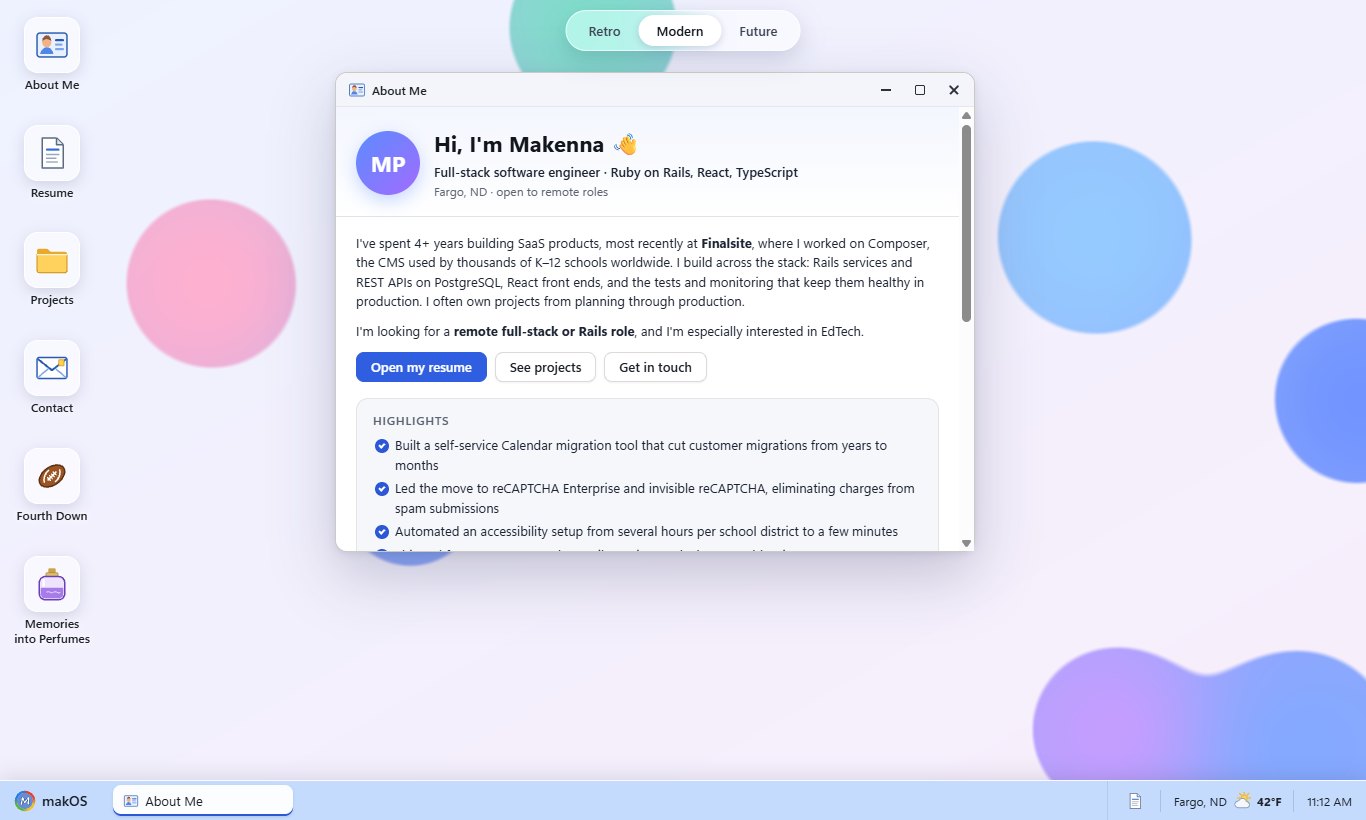 Retro
Modern
Future
About Me
Resume
Projects
Contact
Fourth Down
Memories
into Perfumes
About Me
MP
Hi, I'm Makenna
Full-stack software engineer · Ruby on Rails, React, TypeScript
Fargo, ND · open to remote roles
I've spent 4+ years building SaaS products, most recently at Finalsite, where I worked on Composer,
the CMS used by thousands of K–12 schools worldwide. I build across the stack: Rails services and
REST APIs on PostgreSQL, React front ends, and the tests and monitoring that keep them healthy in
production. I often own projects from planning through production.
I'm looking for a remote full-stack or Rails role, and I'm especially interested in EdTech.
Open my resume
See projects
Get in touch
HIGHLIGHTS
Built a self-service Calendar migration tool that cut customer migrations from years to
months
Led the move to reCAPTCHA Enterprise and invisible reCAPTCHA, eliminating charges from
spam submissions
Automated an accessibility setup from several hours per school district to a few minutes
M
makOS
About Me
Fargo, ND
42°F
11:12 AM